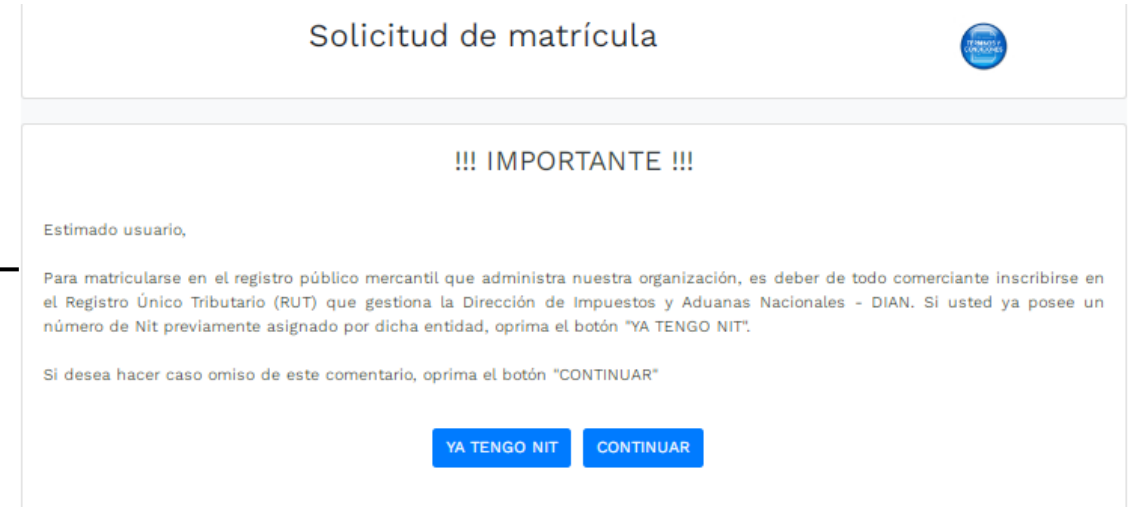 Solicitud de matrícula
TÉRMINOS Y
CONDICIONES
!!! IMPORTANTE !!!
Estimado usuario,
Para matricularse en el registro público mercantil que administra nuestra organización, es deber de todo comerciante inscribirse en
el Registro Único Tributario (RUT) que gestiona la Dirección de Impuestos y Aduanas Nacionales - DIAN. Si usted ya posee un
número de Nit previamente asignado por dicha entidad, oprima el botón "YA TENGO NIT".
Si desea hacer caso omiso de este comentario, oprima el botón "CONTINUAR"
YA TENGO NIT
CONTINUAR